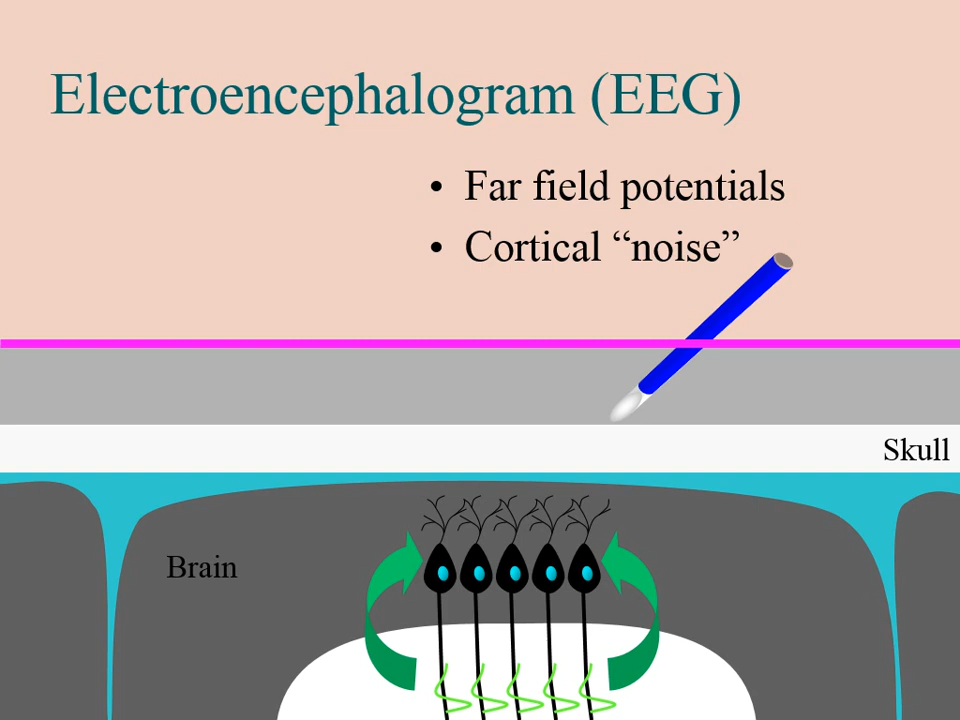 Electroencephalogram (EEG)
• Far field potentials
• Cortical “noise”
Skull
Brain